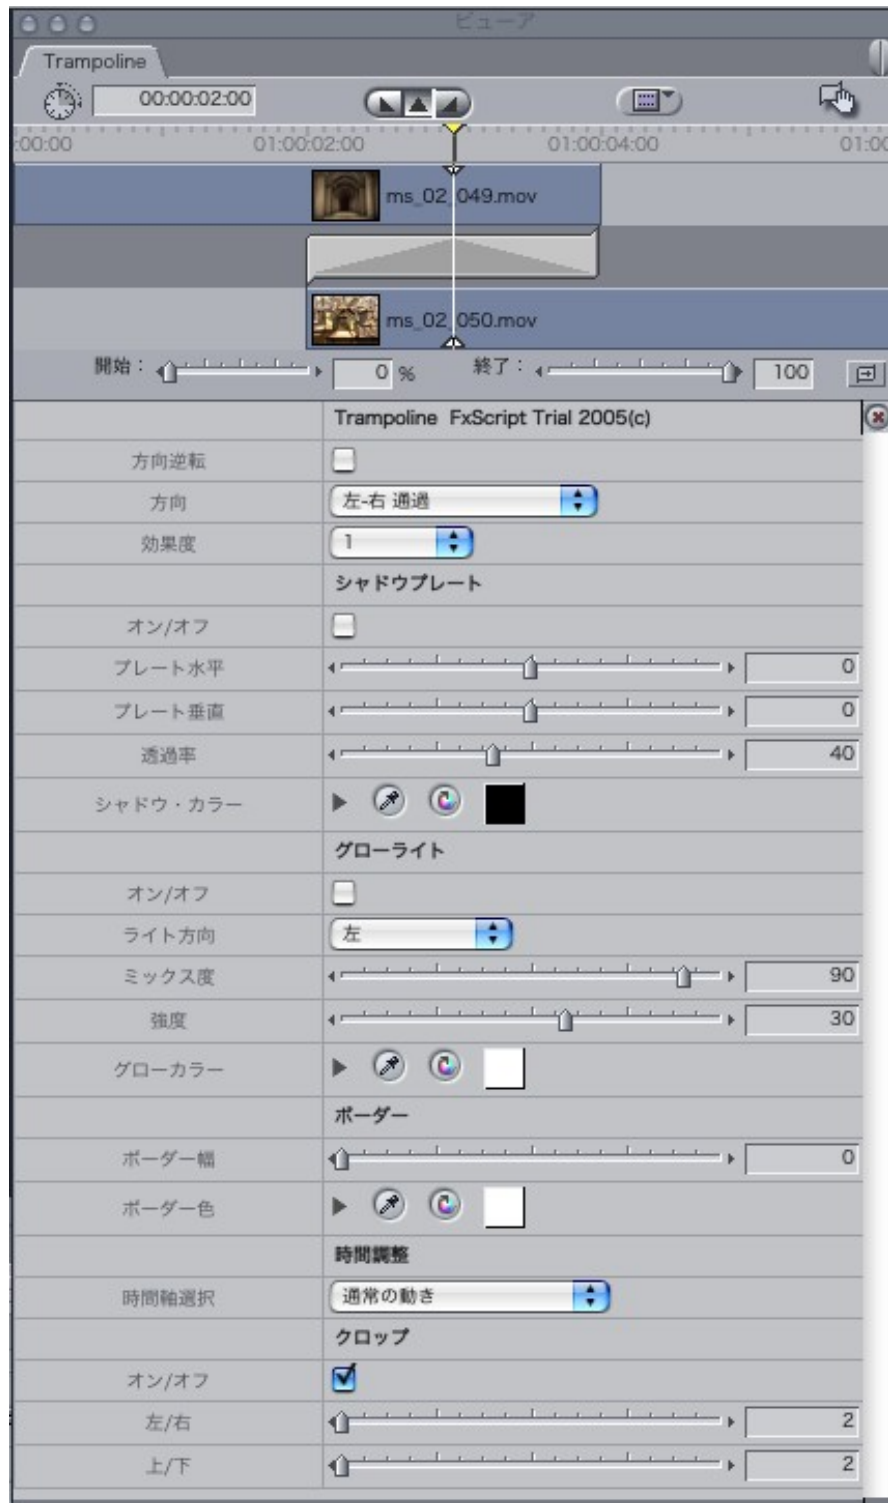 ビューア
Trampoline
00:00:02:00
:00:00 01:00:02:00 01:00:04:00 01:00
ms_02_049.mov
ms_02_050.mov
開始： 0 % 終了： 100
Trampoline FxScript Trial 2005(c)
方向逆転
方向 左-右 通過
効果度 1
シャドウプレート
オン/オフ
プレート水平 0
プレート垂直 0
透過率 40
シャドウ・カラー
グローライト
オン/オフ
ライト方向 左
ミックス度 90
強度 30
グローカラー
ボーダー
ボーダー幅 0
ボーダー色
時間調整
時間軸選択 通常の動き
クロップ
オン/オフ
左/右 2
上/下 2